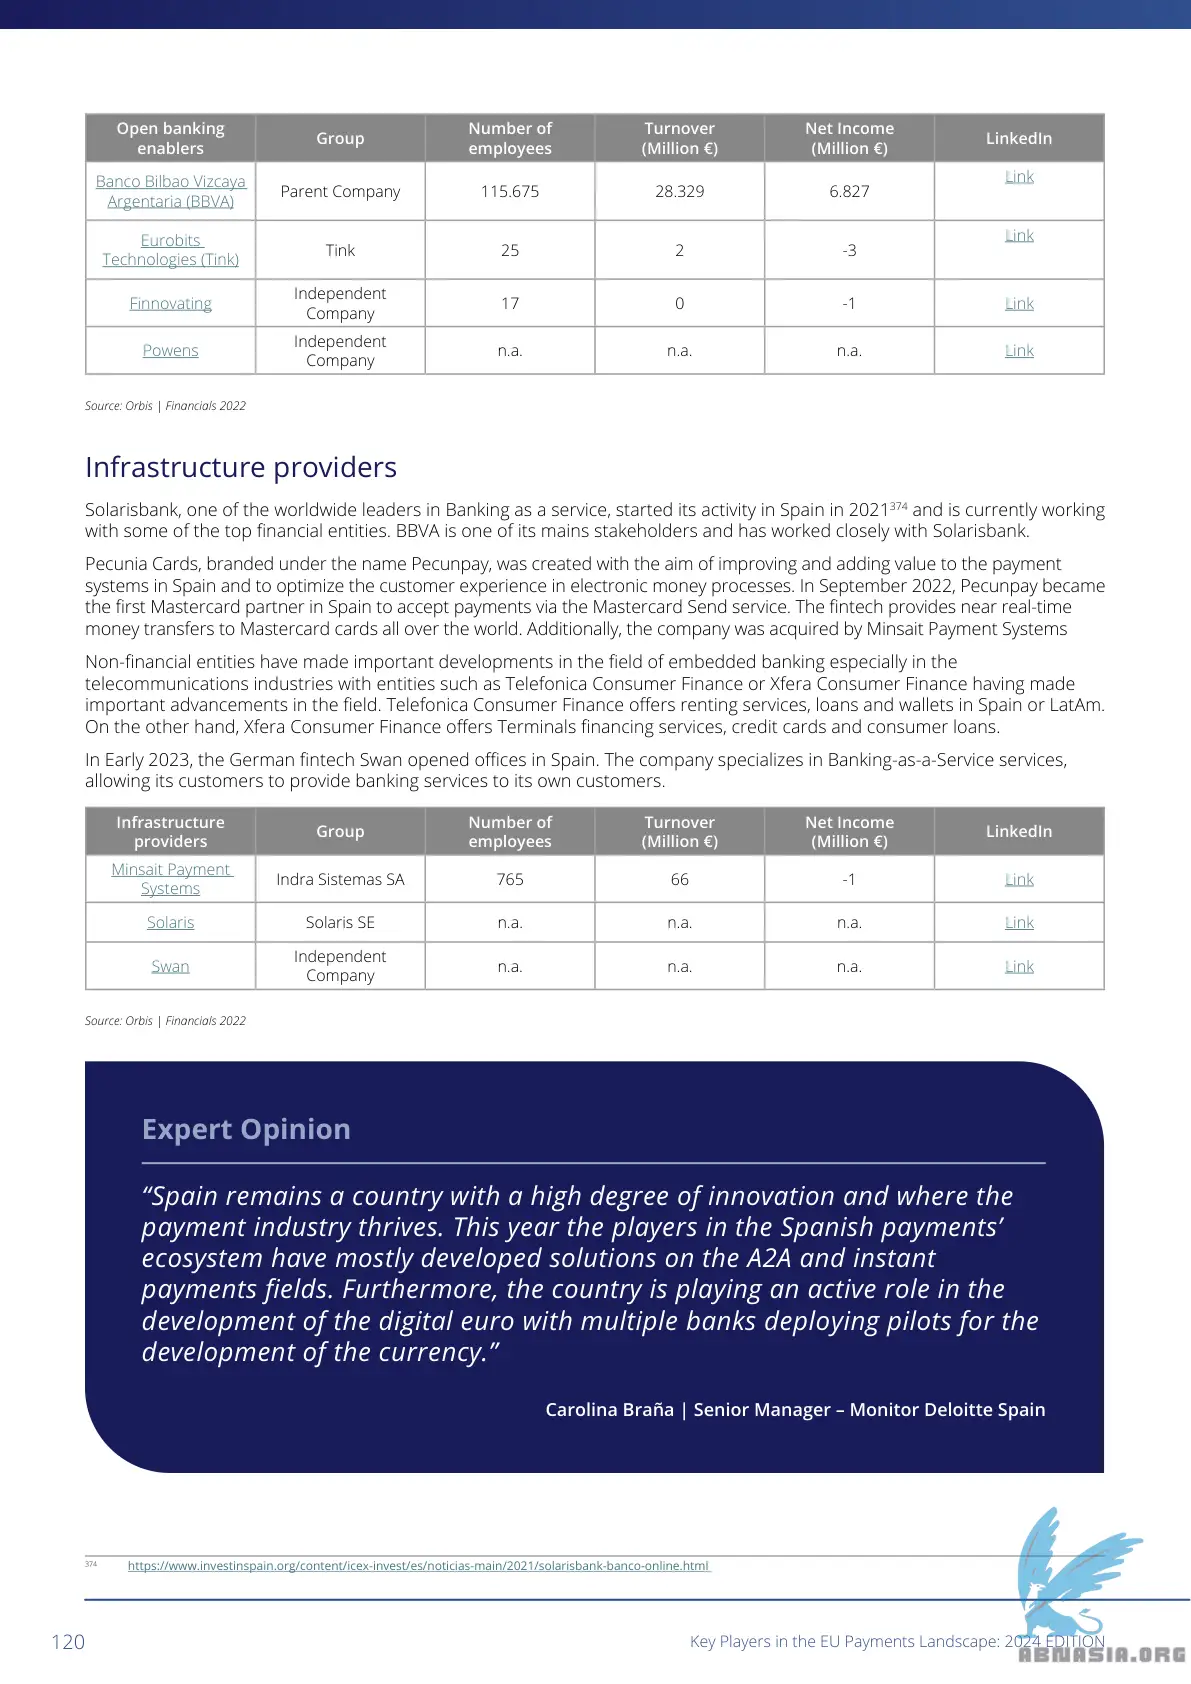 Open banking enablers
Group
Number of employees
Turnover (Million €)
Net Income (Million €)
LinkedIn
Banco Bilbao Vizcaya Argentaria (BBVA)
Parent Company
115.675
28.329
6.827
Link
Eurobits Technologies (Tink)
Tink
25
2
-3
Link
Finnovating
Independent Company
17
0
-1
Link
Powens
Independent Company
n.a.
n.a.
n.a.
Link
Source: Orbis | Financials 2022
Infrastructure providers
Solarisbank, one of the worldwide leaders in Banking as a service, started its activity in Spain in 2021374 and is currently working
with some of the top financial entities. BBVA is one of its mains stakeholders and has worked closely with Solarisbank.
Pecunia Cards, branded under the name Pecunpay, was created with the aim of improving and adding value to the payment
systems in Spain and to optimize the customer experience in electronic money processes. In September 2022, Pecunpay became
the first Mastercard partner in Spain to accept payments via the Mastercard Send service. The fintech provides near real-time
money transfers to Mastercard cards all over the world. Additionally, the company was acquired by Minsait Payment Systems
Non-financial entities have made important developments in the field of embedded banking especially in the
telecommunications industries with entities such as Telefonica Consumer Finance or Xfera Consumer Finance having made
important advancements in the field. Telefonica Consumer Finance offers renting services, loans and wallets in Spain or LatAm.
On the other hand, Xfera Consumer Finance offers Terminals financing services, credit cards and consumer loans.
In Early 2023, the German fintech Swan opened offices in Spain. The company specializes in Banking-as-a-Service services,
allowing its customers to provide banking services to its own customers.
Infrastructure providers
Group
Number of employees
Turnover (Million €)
Net Income (Million €)
LinkedIn
Minsait Payment Systems
Indra Sistemas SA
765
66
-1
Link
Solaris
Solaris SE
n.a.
n.a.
n.a.
Link
Swan
Independent Company
n.a.
n.a.
n.a.
Link
Source: Orbis | Financials 2022
Expert Opinion
“Spain remains a country with a high degree of innovation and where the
payment industry thrives. This year the players in the Spanish payments’
ecosystem have mostly developed solutions on the A2A and instant
payments fields. Furthermore, the country is playing an active role in the
development of the digital euro with multiple banks deploying pilots for the
development of the currency.”
Carolina Braña | Senior Manager – Monitor Deloitte Spain
374 https://www.investinspain.org/content/icex-invest/es/noticias-main/2021/solarisbank-banco-online.html
120
Key Players in the EU Payments Landscape: 2024 EDITION
ABNASIA.ORG